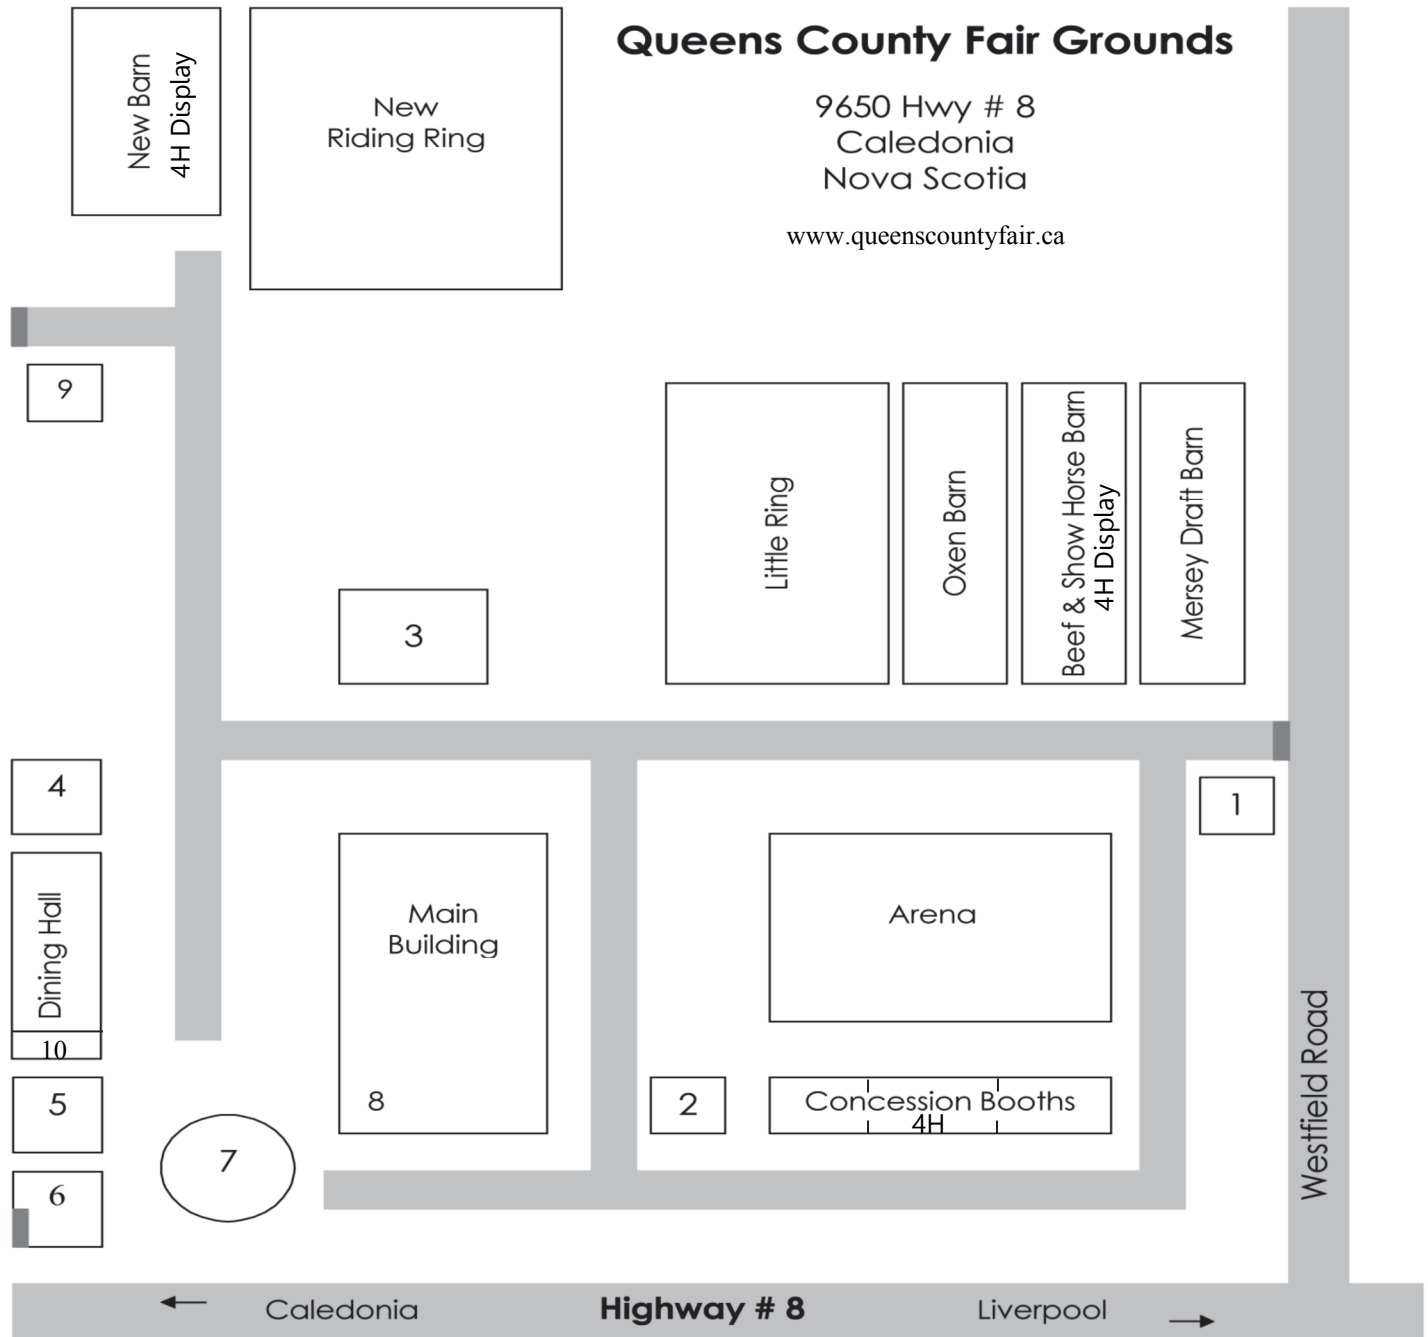 Queens County Fair Grounds
9650 Hwy # 8
Caledonia
Nova Scotia
www.queenscountyfair.ca
New Barn
4H Display
New
Riding Ring
9
Little Ring
Oxen Barn
Beef & Show Horse Barn
4H Display
Mersey Draft Barn
3
4
1
Dining Hall
10
Main
Building
8
Arena
5
7
2
Concession Booths
4H
6
Westfield Road
Caledonia
Highway # 8
Liverpool